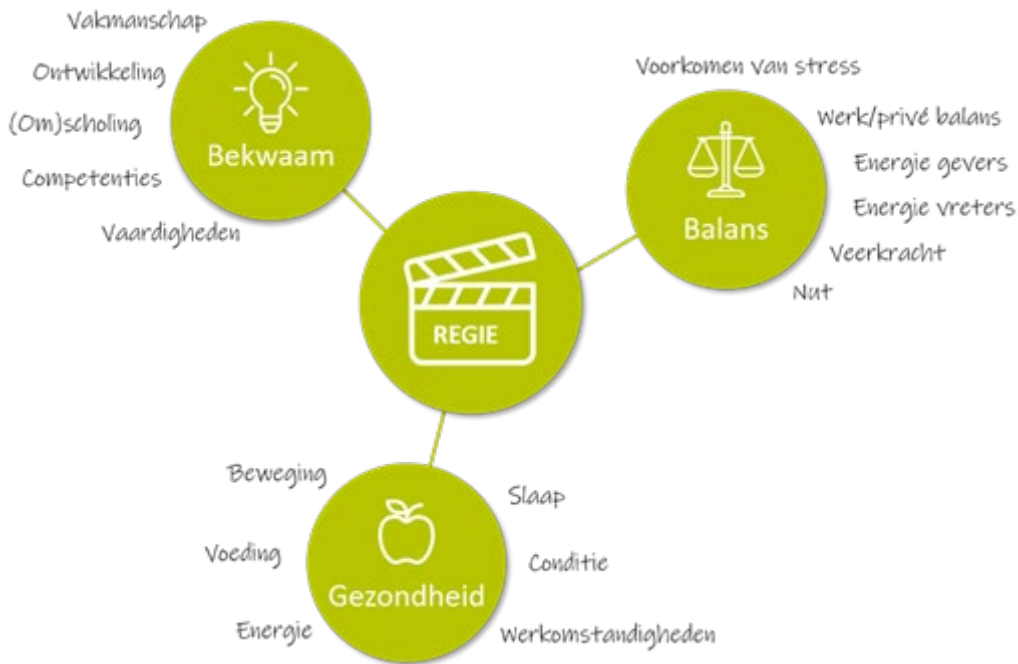 Vakmanschap
Ontwikkeling
(Om)scholing
Competenties
Vaardigheden
Bekwaam
Voorkomen van stress
Werk/privé balans
Energie gevers
Energie vreters
Veerkracht
Nut
Balans
REGIE
Beweging
Voeding
Energie
Slaap
Conditie
Werkomstandigheden
Gezondheid